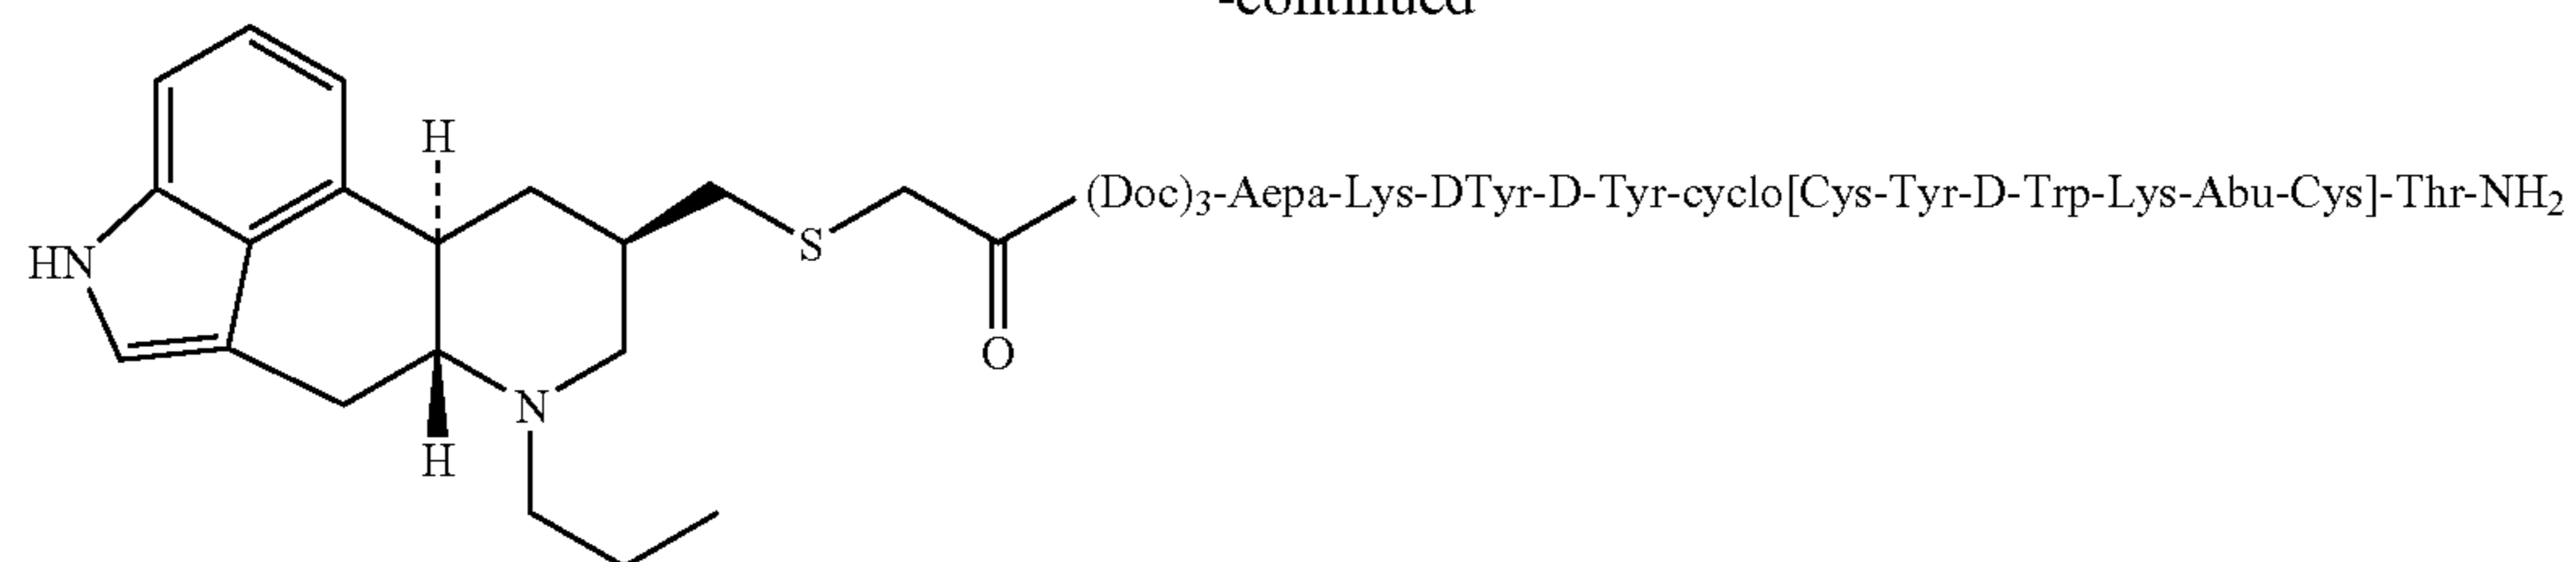 -continued
H
(Doc)3-Aepa-Lys-DTyr-D-Tyr-cyclo[Cys-Tyr-D-Trp-Lys-Abu-Cys]-Thr-NH2
S
HN
O
N
H